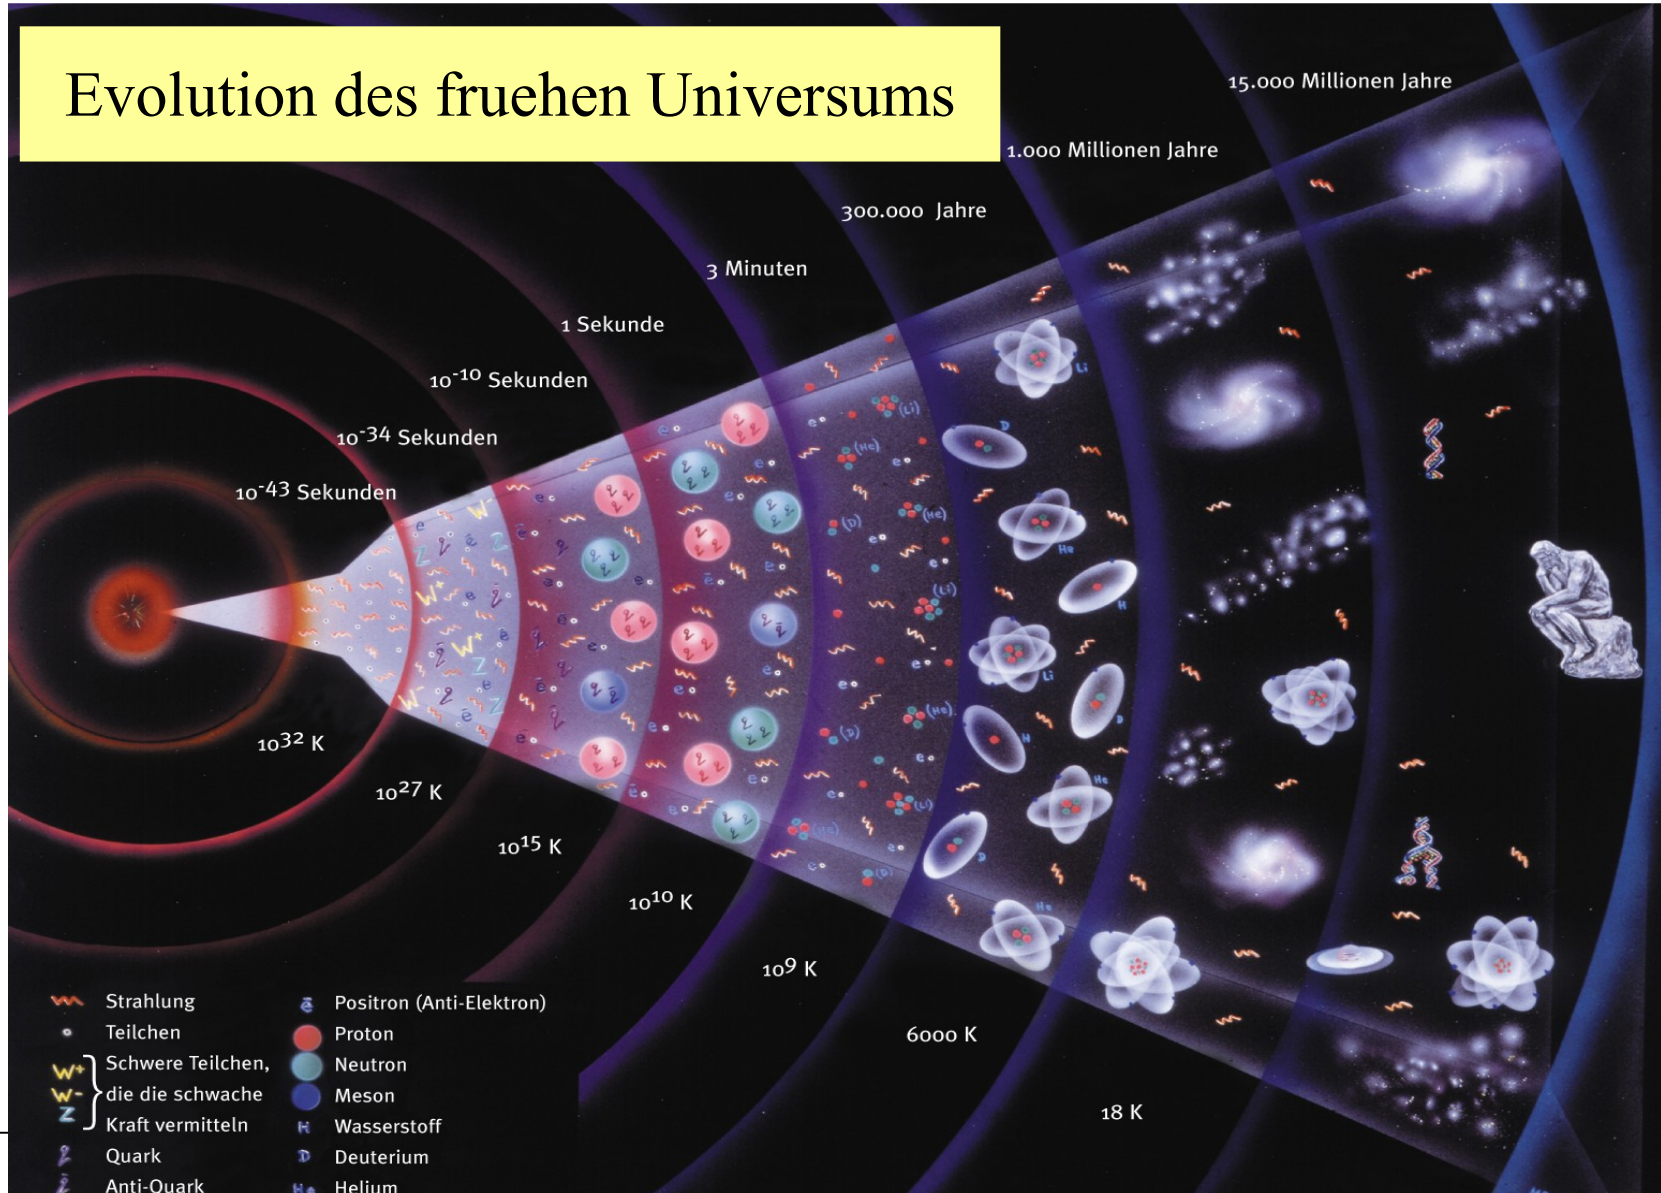 Evolution des fruehen Universums
15.000 Millionen Jahre
1.000 Millionen Jahre
300.000 Jahre
3 Minuten
1 Sekunde
10-10 Sekunden
10-34 Sekunden
10-43 Sekunden
1032 K
1027 K
1015 K
1010 K
109 K
6000 K
18 K
Strahlung
Teilchen
W+
W-
Z
Schwere Teilchen,
die die schwache
Kraft vermitteln
q Quark
q̄ Anti-Quark
ē Positron (Anti-Elektron)
Proton
Neutron
Meson
H Wasserstoff
D Deuterium
He Helium